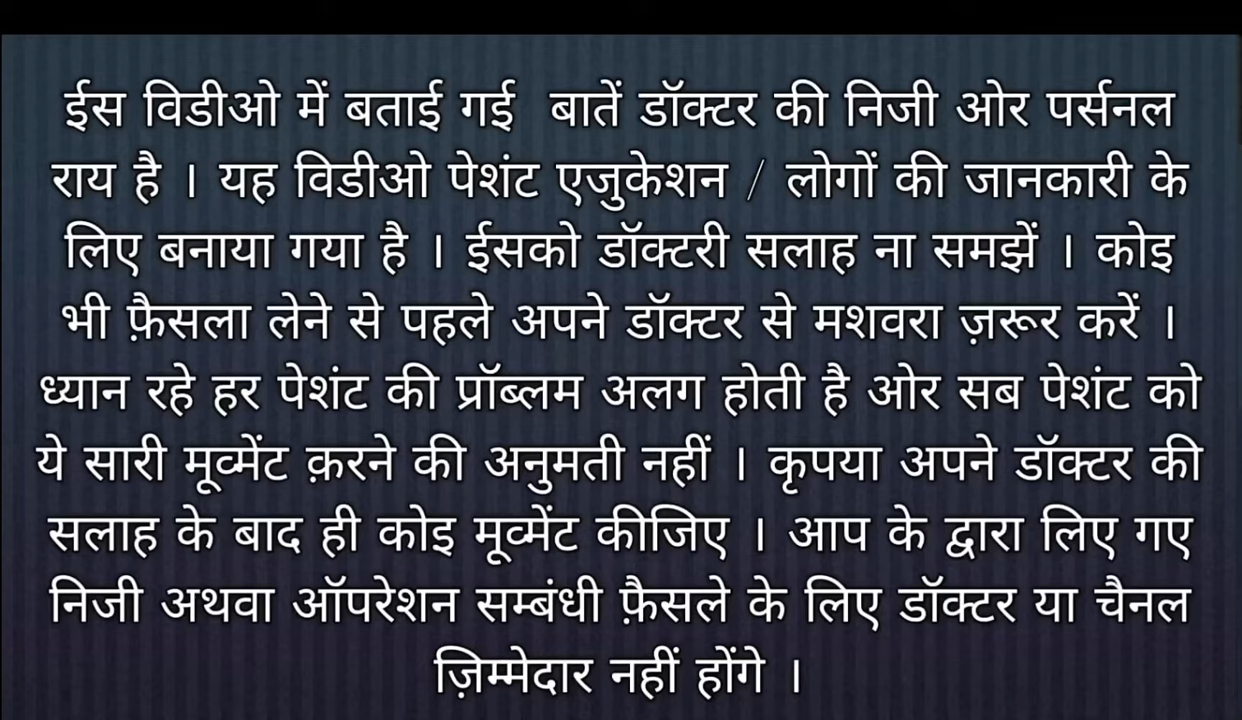 ईस विडीओ में बताई गई बातें डॉक्टर की निजी ओर पर्सनल
राय है । यह विडीओ पेशंट एजुकेशन / लोगों की जानकारी के
लिए बनाया गया है । ईसको डॉक्टरी सलाह ना समझें । कोइ
भी फ़ैसला लेने से पहले अपने डॉक्टर से मशवरा ज़रूर करें ।
ध्यान रहे हर पेशंट की प्रॉब्लम अलग होती है ओर सब पेशंट को
ये सारी मूव्मेंट क़रने की अनुमती नहीं । कृपया अपने डॉक्टर की
सलाह के बाद ही कोइ मूव्मेंट कीजिए । आप के द्वारा लिए गए
निजी अथवा ऑपरेशन सम्बंधी फ़ैसले के लिए डॉक्टर या चैनल
ज़िम्मेदार नहीं होंगे ।